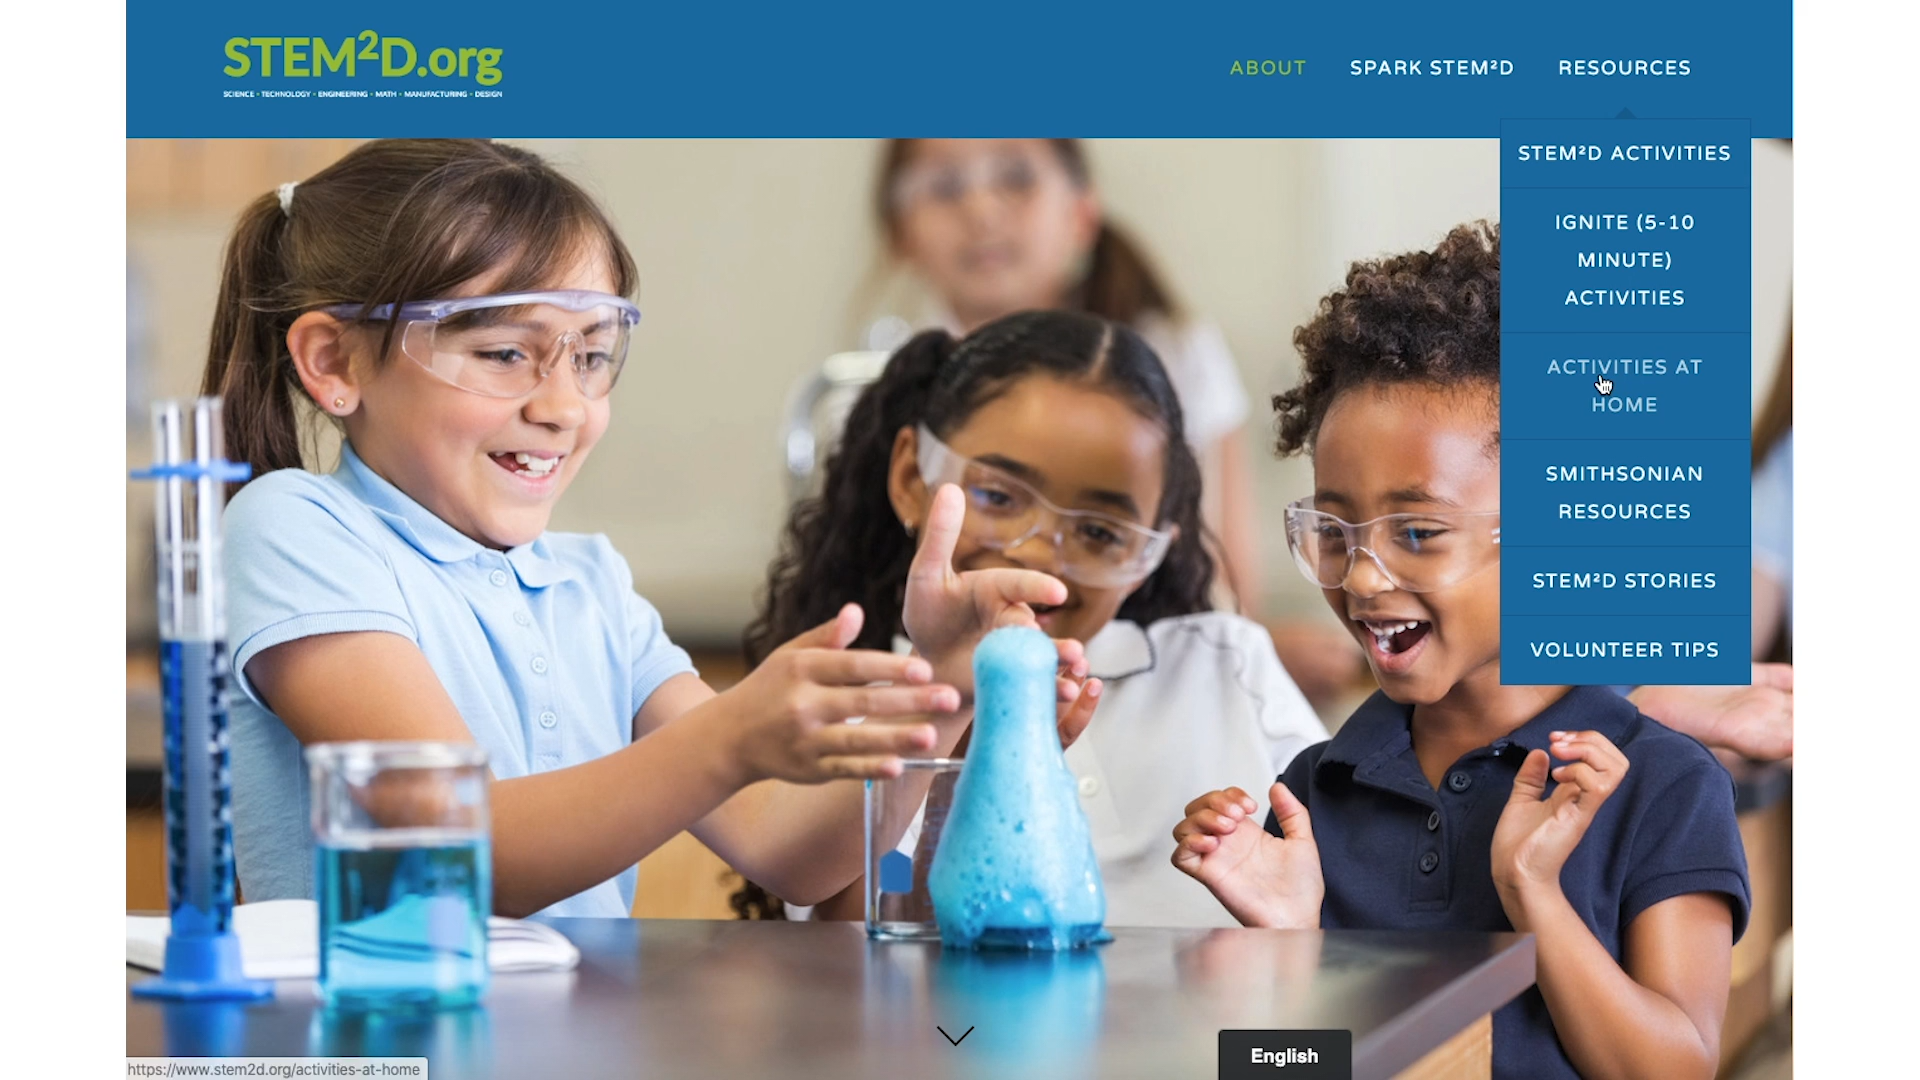 STEM²D.org
SCIENCE • TECHNOLOGY • ENGINEERING • MATH • MANUFACTURING • DESIGN
ABOUT
SPARK STEM²D
RESOURCES
STEM²D ACTIVITIES
IGNITE (5-10
MINUTE)
ACTIVITIES
ACTIVITIES AT
HOME
SMITHSONIAN
RESOURCES
STEM²D STORIES
VOLUNTEER TIPS
English
https://www.stem2d.org/activities-at-home